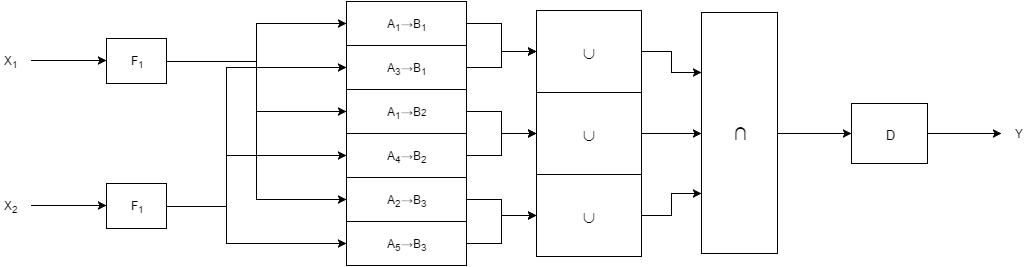 X₁
F₁
X₂
F₁
A₁→B₁
A₃→B₁
A₁→B2
A₄→B₂
A₂→B₃
A₅→B₃
∪
∪
∪
∩
D
Y